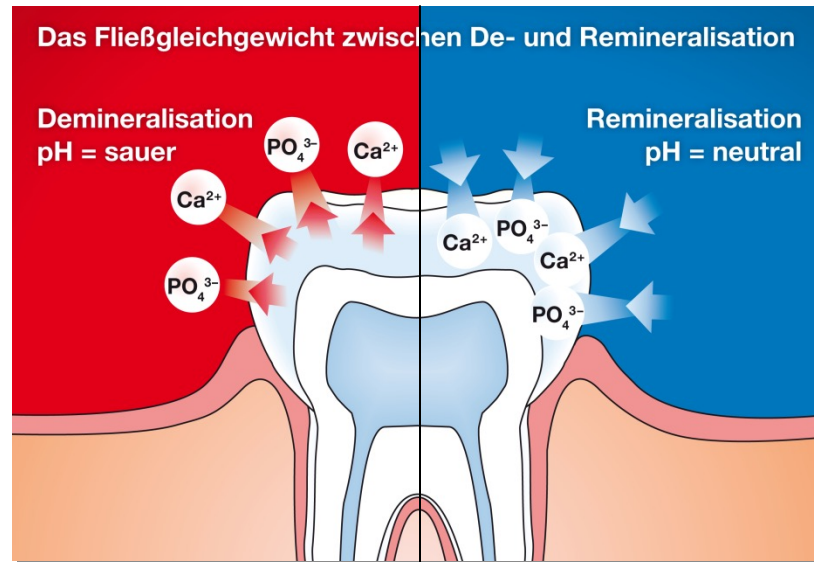 Das Fließgleichgewicht zwischen De- und Remineralisation
Demineralisation
pH = sauer
Remineralisation
pH = neutral
PO₄³⁻
Ca²⁺
Ca²⁺
PO₄³⁻
Ca²⁺
PO₄³⁻
Ca²⁺
PO₄³⁻